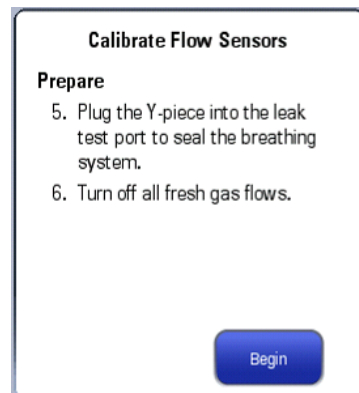 Calibrate Flow Sensors
Prepare
5. Plug the Y-piece into the leak
test port to seal the breathing
system.
6. Turn off all fresh gas flows.
Begin